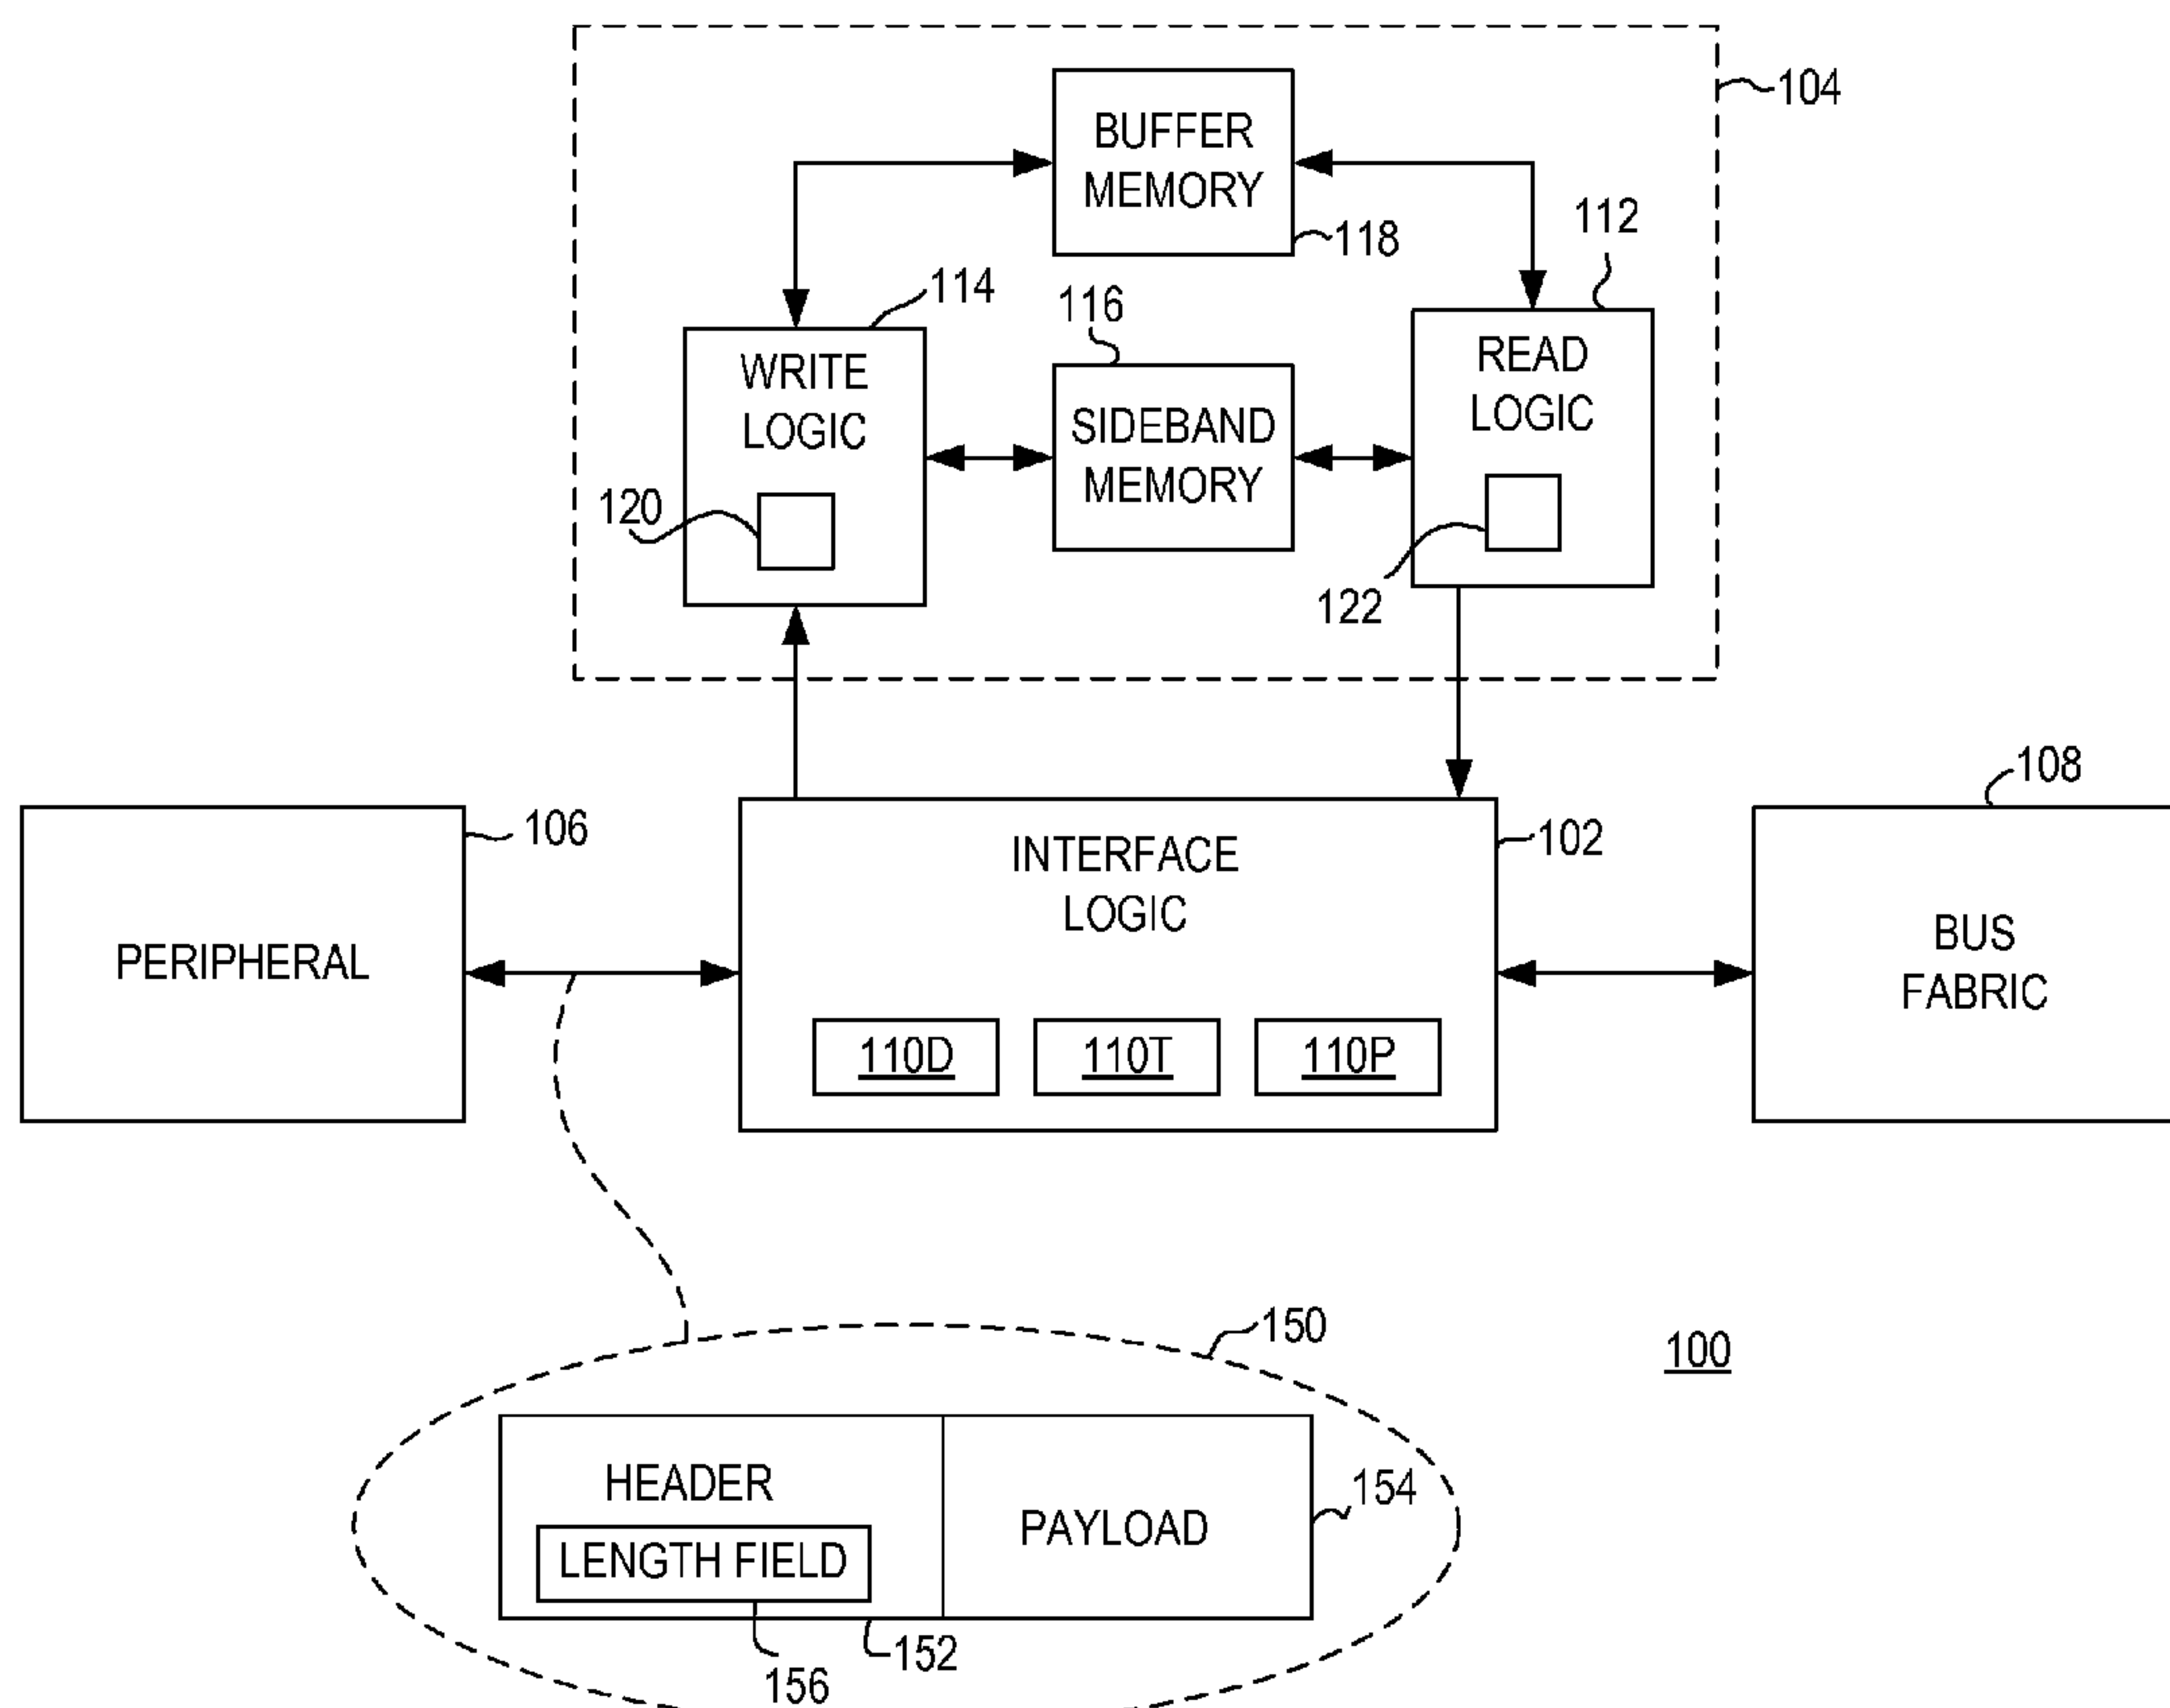 104
BUFFER
MEMORY
118
112
114
116
WRITE
LOGIC
READ
LOGIC
SIDEBAND
MEMORY
120
122
108
106
102
INTERFACE
LOGIC
PERIPHERAL
BUS
FABRIC
110D 110T 110P
150
100
HEADER
154
PAYLOAD
LENGTH FIELD
152
156